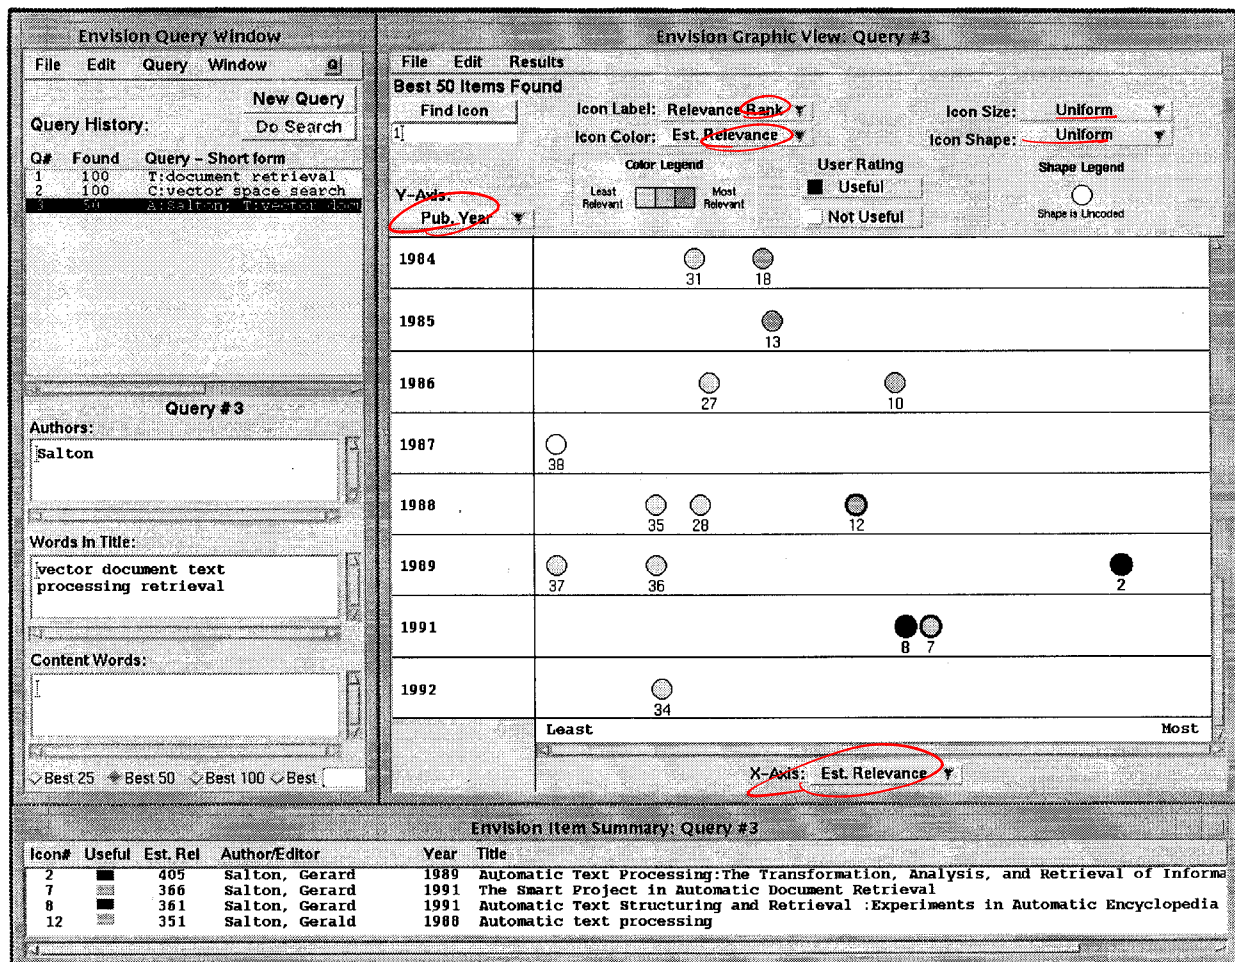 Envision Query Window
File Edit Query Window Q
New Query
Query History:
Do Search
Q# Found Query - Short form
1 100 T:document retrieval
2 100 C:vector space search
3 50 A:Salton; T:vector docu
Query #3
Authors:
Salton
Words In Title:
vector document text
processing retrieval
Content Words:
Best 25 Best 50 Best 100 Best
Envision Graphic View: Query #3
File Edit Results
Best 50 Items Found
Find Icon
1
Icon Label: Relevance Rank
Icon Color: Est. Relevance
Icon Size: Uniform
Icon Shape: Uniform
Color Legend
Least Relevant
Most Relevant
User Rating
Useful
Not Useful
Shape Legend
Shape is Uncoded
Y-Axis:
Pub. Year
1984
31 18
1985
13
1986
27 10
1987
38
1988
35 28 12
1989
37 36 2
1991
8 7
1992
34
Least Most
X-Axis: Est. Relevance
Envision Item Summary: Query #3
Icon# Useful Est. Rel Author/Editor Year Title
2 405 Salton, Gerard 1989 Automatic Text Processing:The Transformation, Analysis, and Retrieval of Informa
7 366 Salton, Gerard 1991 The Smart Project in Automatic Document Retrieval
8 361 Salton, Gerard 1991 Automatic Text Structuring and Retrieval :Experiments in Automatic Encyclopedia
12 351 Salton, Gerald 1988 Automatic text processing